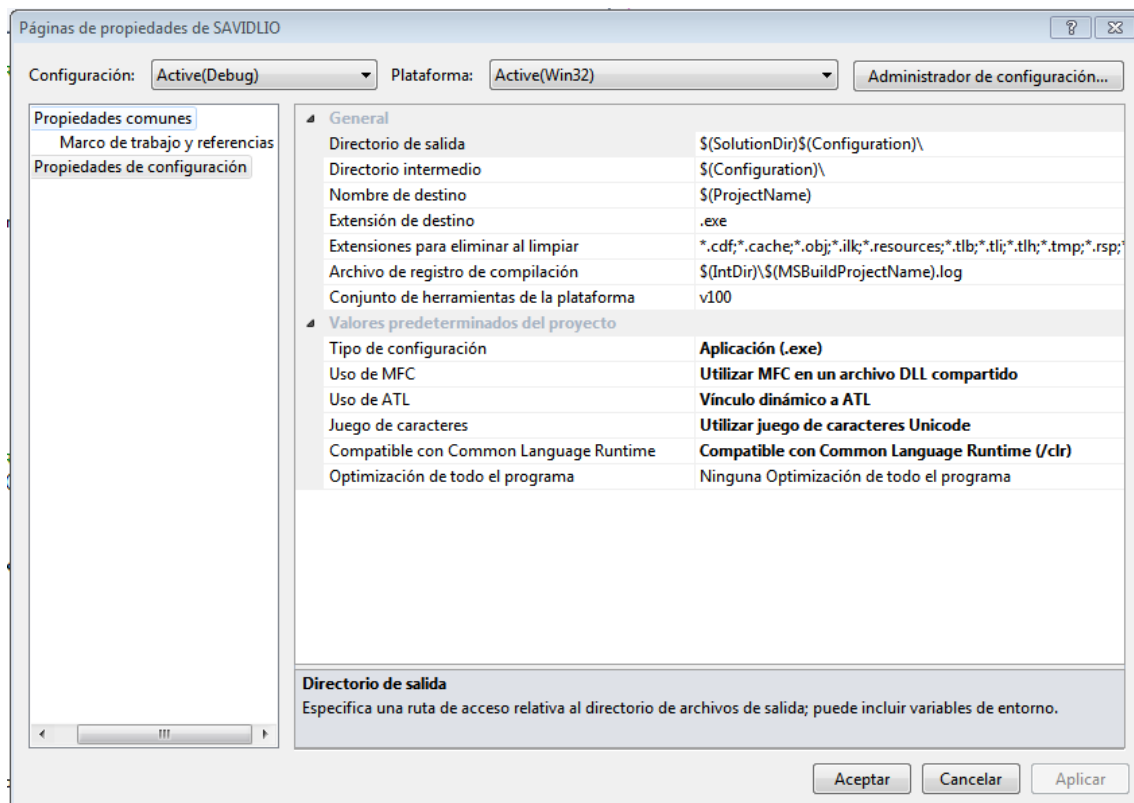 Páginas de propiedades de SAVIDLIO
Configuración: Active(Debug) Plataforma: Active(Win32) Administrador de configuración...
Propiedades comunes
Marco de trabajo y referencias
Propiedades de configuración
General
Directorio de salida $(SolutionDir)$(Configuration)\
Directorio intermedio $(Configuration)\
Nombre de destino $(ProjectName)
Extensión de destino .exe
Extensiones para eliminar al limpiar *.cdf;*.cache;*.obj;*.ilk;*.resources;*.tlb;*.tli;*.tlh;*.tmp;*.rsp;*
Archivo de registro de compilación $(IntDir)\$(MSBuildProjectName).log
Conjunto de herramientas de la plataforma v100
Valores predeterminados del proyecto
Tipo de configuración Aplicación (.exe)
Uso de MFC Utilizar MFC en un archivo DLL compartido
Uso de ATL Vínculo dinámico a ATL
Juego de caracteres Utilizar juego de caracteres Unicode
Compatible con Common Language Runtime Compatible con Common Language Runtime (/clr)
Optimización de todo el programa Ninguna Optimización de todo el programa
Directorio de salida
Especifica una ruta de acceso relativa al directorio de archivos de salida; puede incluir variables de entorno.
Aceptar Cancelar Aplicar